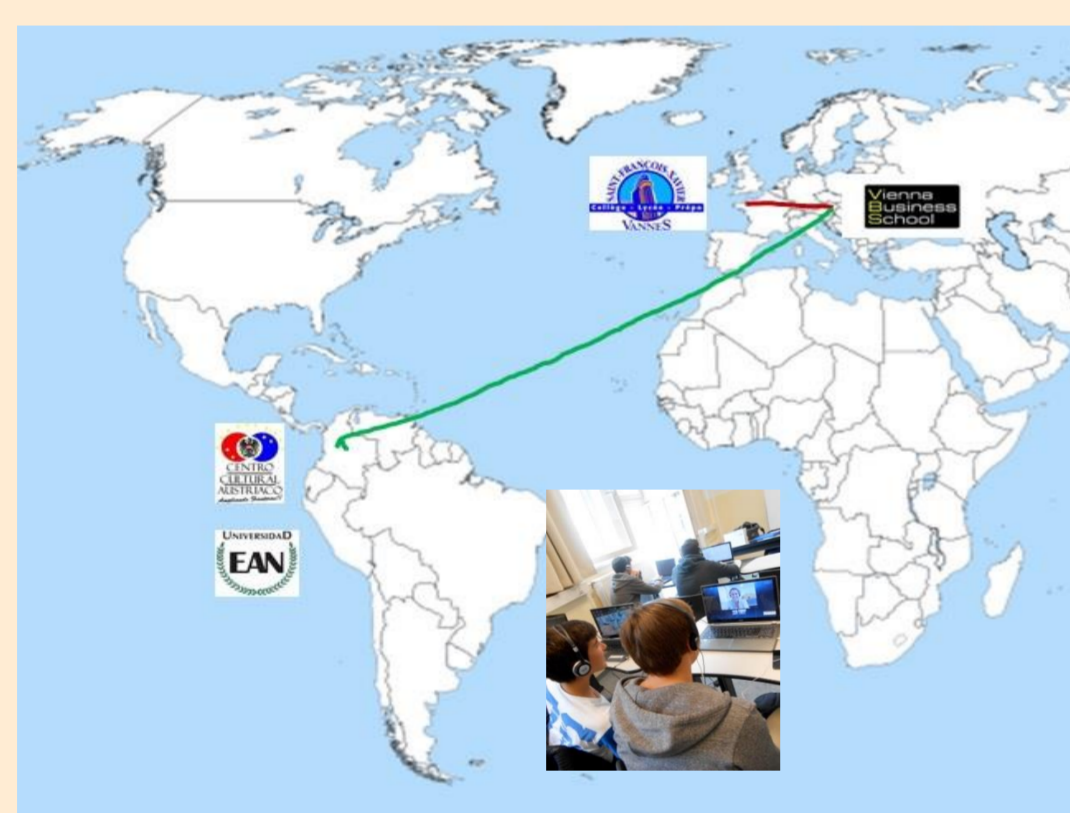 SAINT-FRANÇOIS-XAVIER
Collège - Lycée - Prépa
VANNES
Vienna
Business
School
CENTRO
CULTURAL
AUSTRIACO
UNIVERSIDAD
EAN